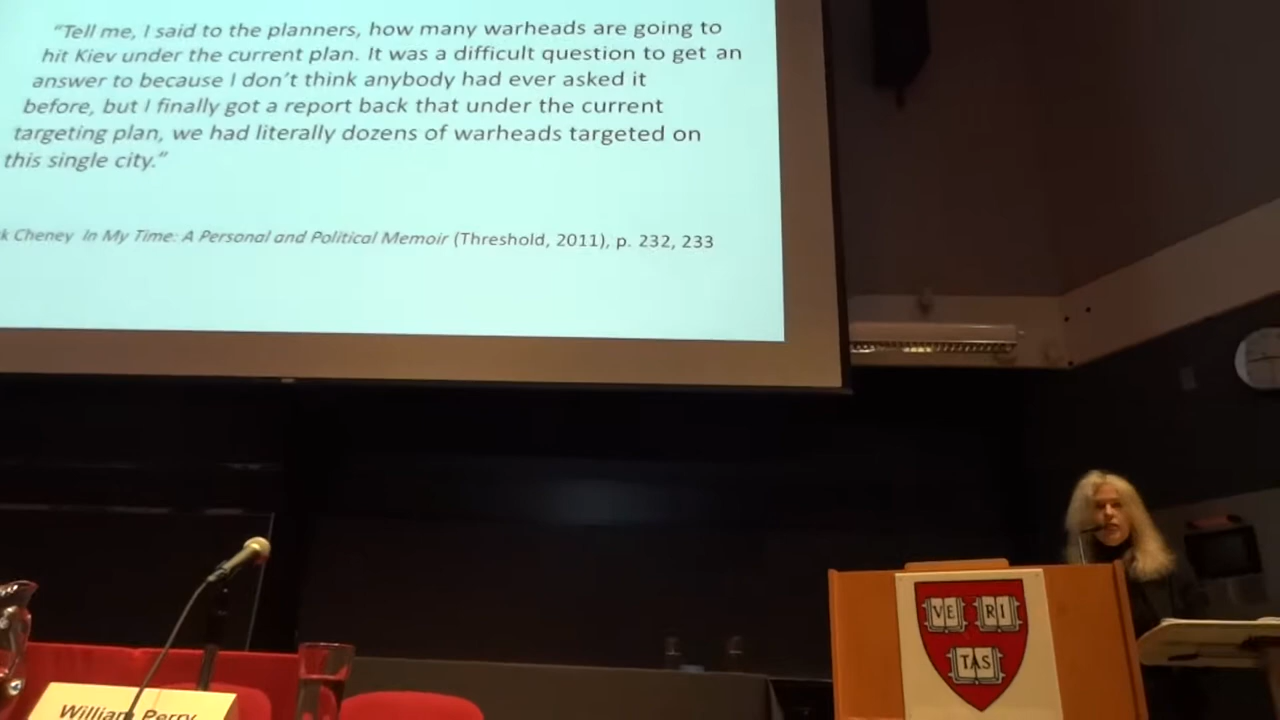 “Tell me, I said to the planners, how many warheads are going to
hit Kiev under the current plan. It was a difficult question to get an
answer to because I don’t think anybody had ever asked it
before, but I finally got a report back that under the current
targeting plan, we had literally dozens of warheads targeted on
this single city.”
k Cheney In My Time: A Personal and Political Memoir (Threshold, 2011), p. 232, 233
VE RI
TAS
William Perry